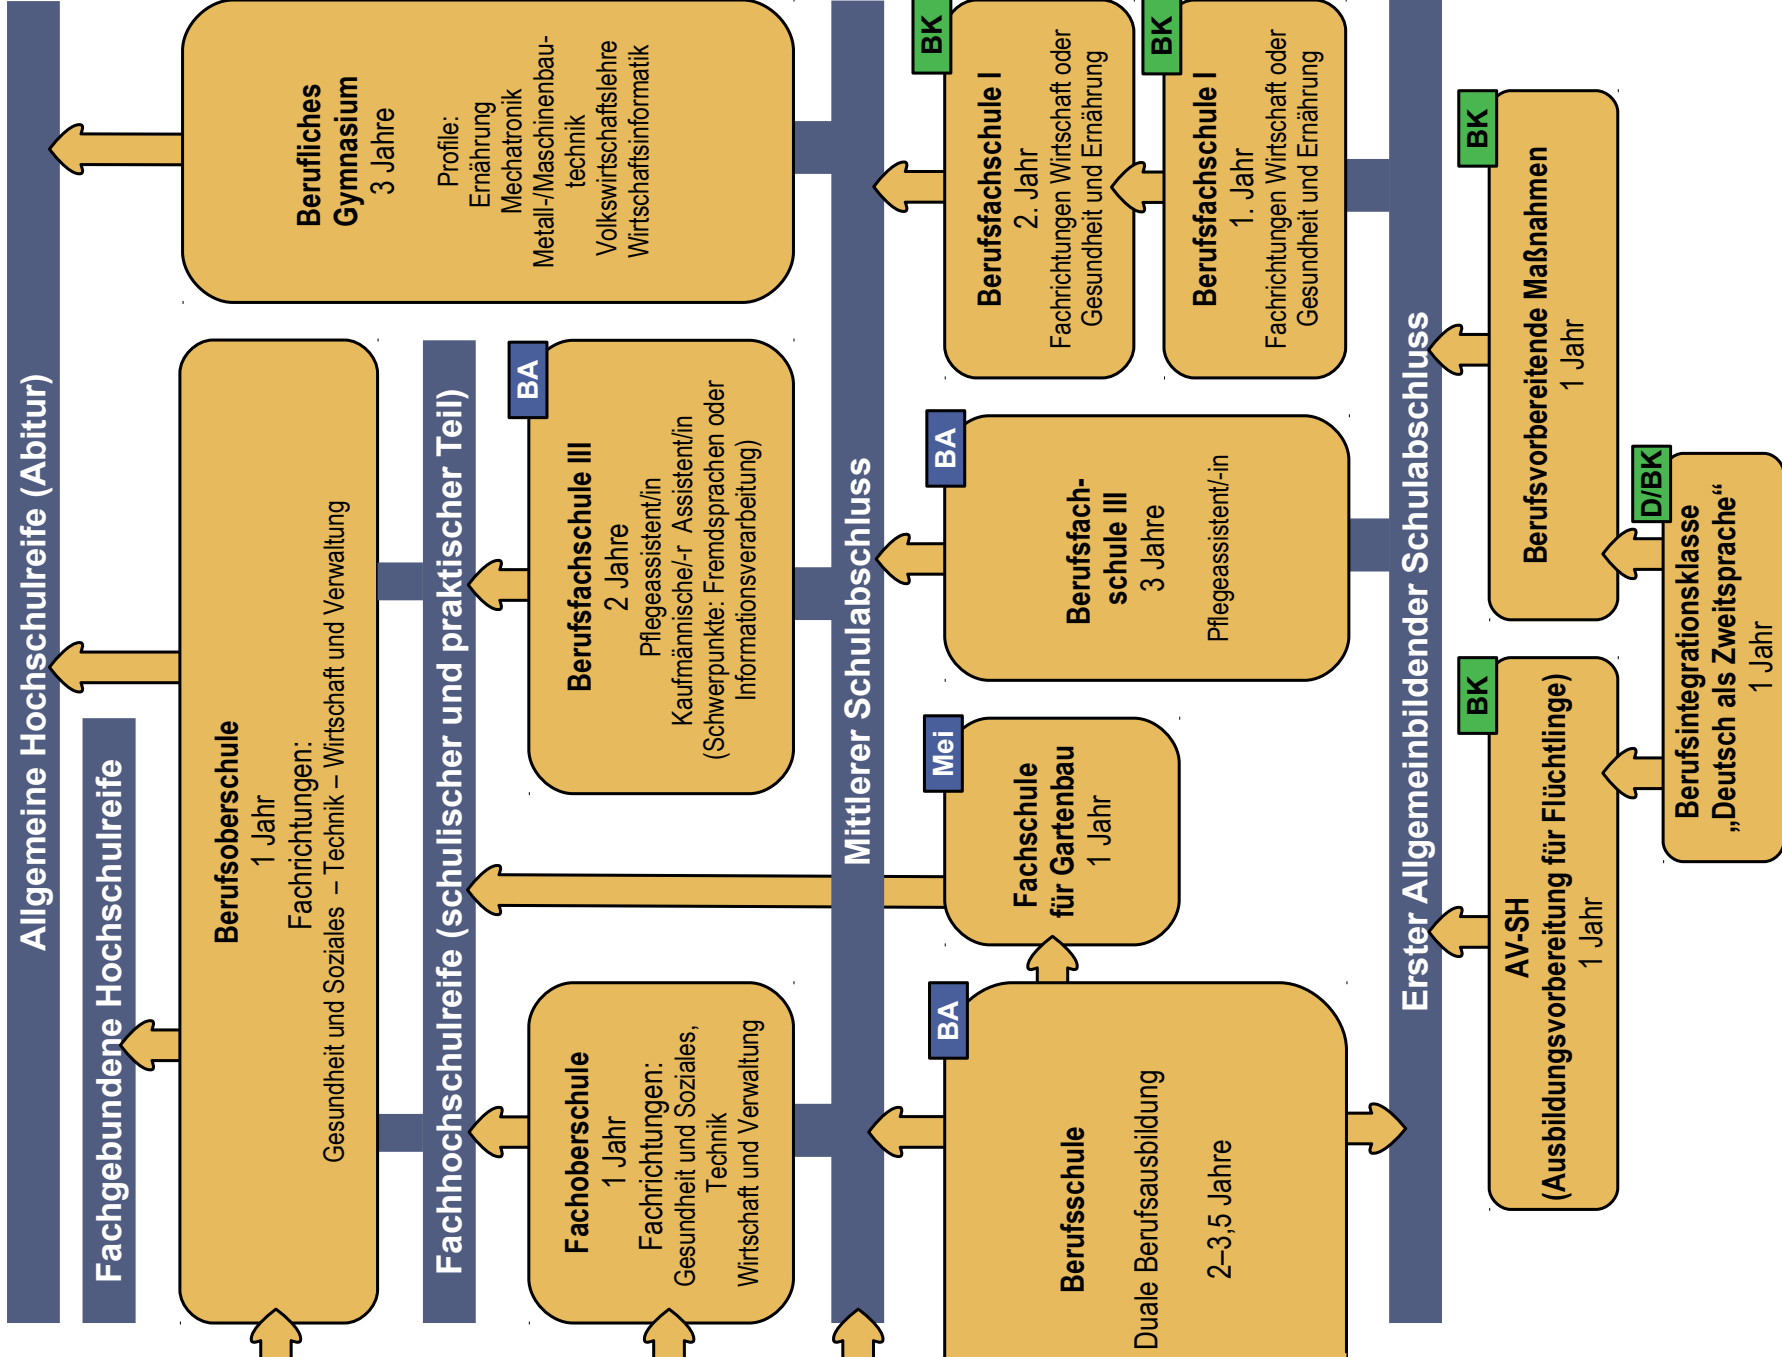 Allgemeine Hochschulreife (Abitur)
Fachgebundene Hochschulreife
Berufsoberschule
1 Jahr
Fachrichtungen:
Gesundheit und Soziales – Technik – Wirtschaft und Verwaltung
Berufliches
Gymnasium
3 Jahre
Profile:
Ernährung
Mechatronik
Metall-/Maschinenbau-
technik
Volkswirtschaftslehre
Wirtschaftsinformatik
Fachhochschulreife (schulischer und praktischer Teil)
Fachoberschule
1 Jahr
Fachrichtungen:
Gesundheit und Soziales,
Technik
Wirtschaft und Verwaltung
BA
Berufsfachschule III
2 Jahre
Pflegeassistent/in
Kaufmännische/-r Assistent/in
(Schwerpunkte: Fremdsprachen oder
Informationsverarbeitung)
Mittlerer Schulabschluss
BA
Berufsschule
Duale Berufsausbildung
2–3,5 Jahre
Mei
Fachschule
für Gartenbau
1 Jahr
BA
Berufsfach-
schule III
3 Jahre
Pflegeassistent/-in
BK
Berufsfachschule I
2. Jahr
Fachrichtungen Wirtschaft oder
Gesundheit und Ernährung
BK
Berufsfachschule I
1. Jahr
Fachrichtungen Wirtschaft oder
Gesundheit und Ernährung
Erster Allgemeinbildender Schulabschluss
BK
AV-SH
(Ausbildungsvorbereitung für Flüchtlinge)
1 Jahr
BK
Berufsvorbereitende Maßnahmen
1 Jahr
D/BK
Berufsintegrationsklasse
„Deutsch als Zweitsprache“
1 Jahr